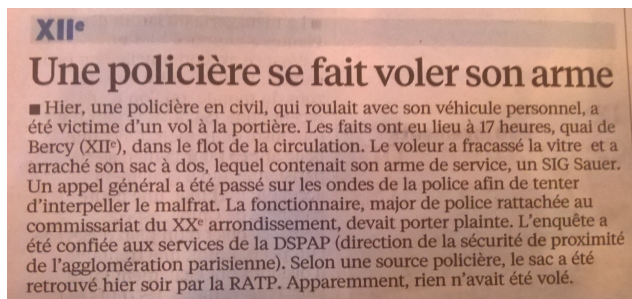 XIIe
Une policière se fait voler son arme
■ Hier, une policière en civil, qui roulait avec son véhicule personnel, a
été victime d’un vol à la portière. Les faits ont eu lieu à 17 heures, quai de
Bercy (XIIe), dans le flot de la circulation. Le voleur a fracassé la vitre et a
arraché son sac à dos, lequel contenait son arme de service, un SIG Sauer.
Un appel général a été passé sur les ondes de la police afin de tenter
d’interpeller le malfrat. La fonctionnaire, major de police rattachée au
commissariat du XXe arrondissement, devait porter plainte. L’enquête a
été confiée aux services de la DSPAP (direction de la sécurité de proximité
de l’agglomération parisienne). Selon une source policière, le sac a été
retrouvé hier soir par la RATP. Apparemment, rien n’avait été volé.